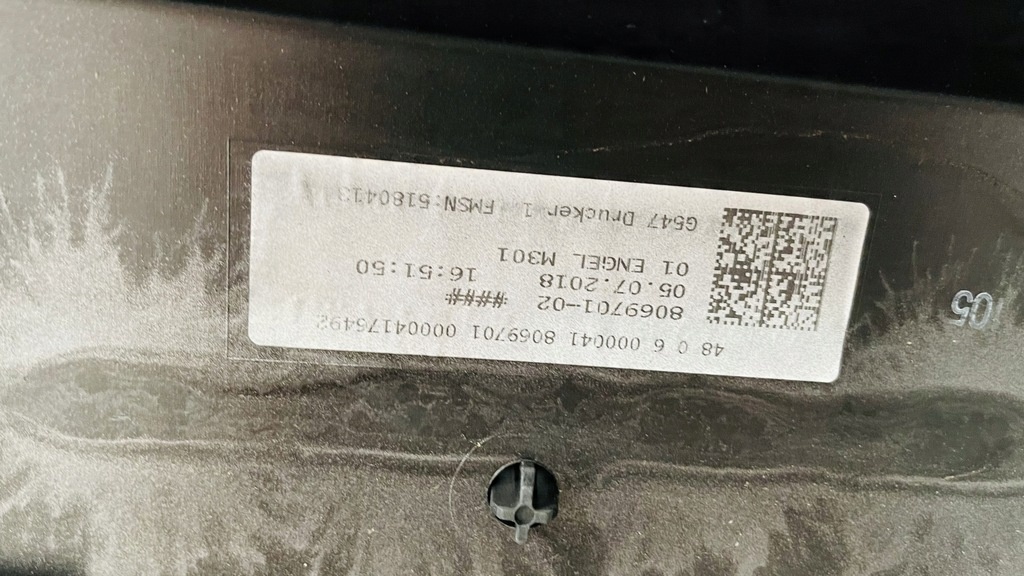 48 0 6 000041 8069701 00004175492
8069701-02 ####
05.07.2018 16:51:50
01 ENGEL M301
G547 Drucker 1 FMSN:5180413
105